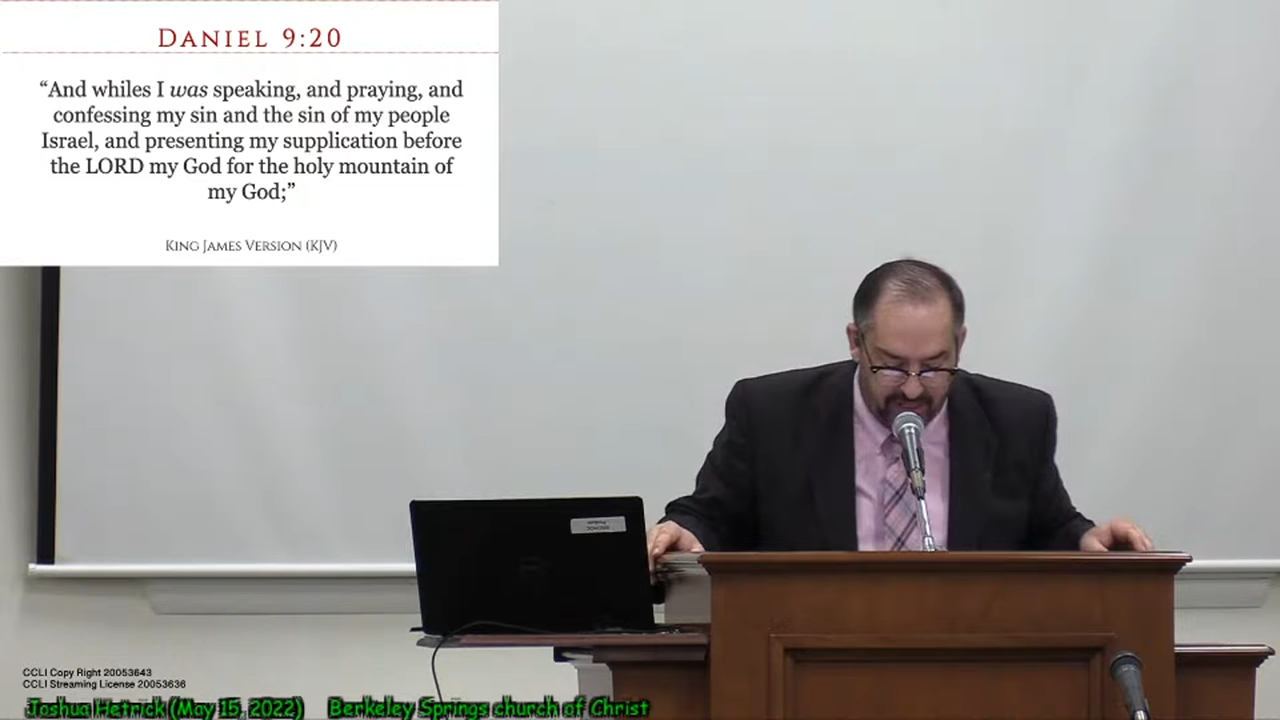 Daniel 9:20
“And whiles I was speaking, and praying, and
confessing my sin and the sin of my people
Israel, and presenting my supplication before
the LORD my God for the holy mountain of
my God;”
King James Version (KJV)
CCLI Copy Right 20053643
CCLI Streaming License 20053636
Joshua Hetrick (May 15, 2022) Berkeley Springs church of Christ